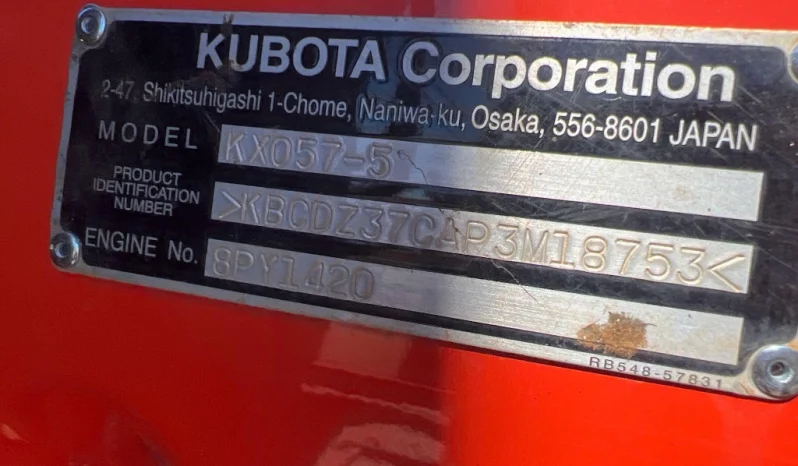 KUBOTA Corporation
2-47, Shikitsuhigashi 1-Chome, Naniwa-ku, Osaka, 556-8601 JAPAN
MODEL KX057-5
PRODUCT
IDENTIFICATION
NUMBER >KBCDZ37CAP3M18753<
ENGINE No. 8PY1420
RB548-57831